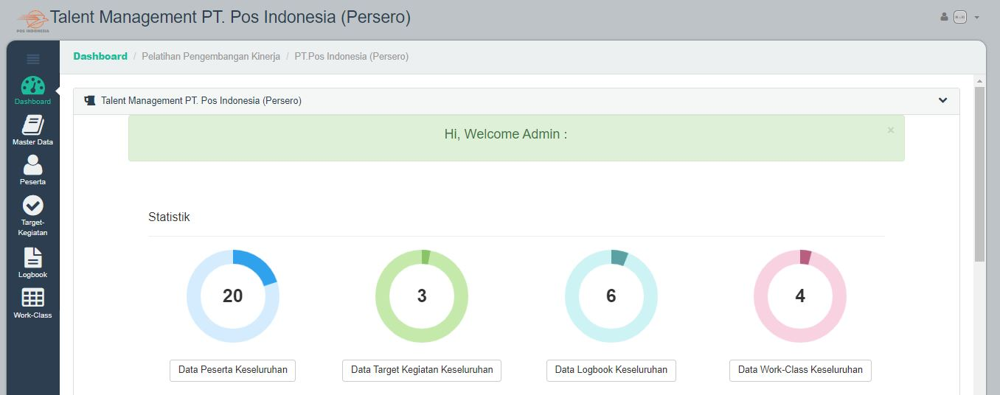 POS INDONESIA
Talent Management PT. Pos Indonesia (Persero)
Dashboard / Pelatihan Pengembangan Kinerja / PT.Pos Indonesia (Persero)
Dashboard
Master Data
Peserta
Target-
Kegiatan
Logbook
Work-Class
Talent Management PT. Pos Indonesia (Persero)
Hi, Welcome Admin :
×
Statistik
20
3
6
4
Data Peserta Keseluruhan
Data Target Kegiatan Keseluruhan
Data Logbook Keseluruhan
Data Work-Class Keseluruhan